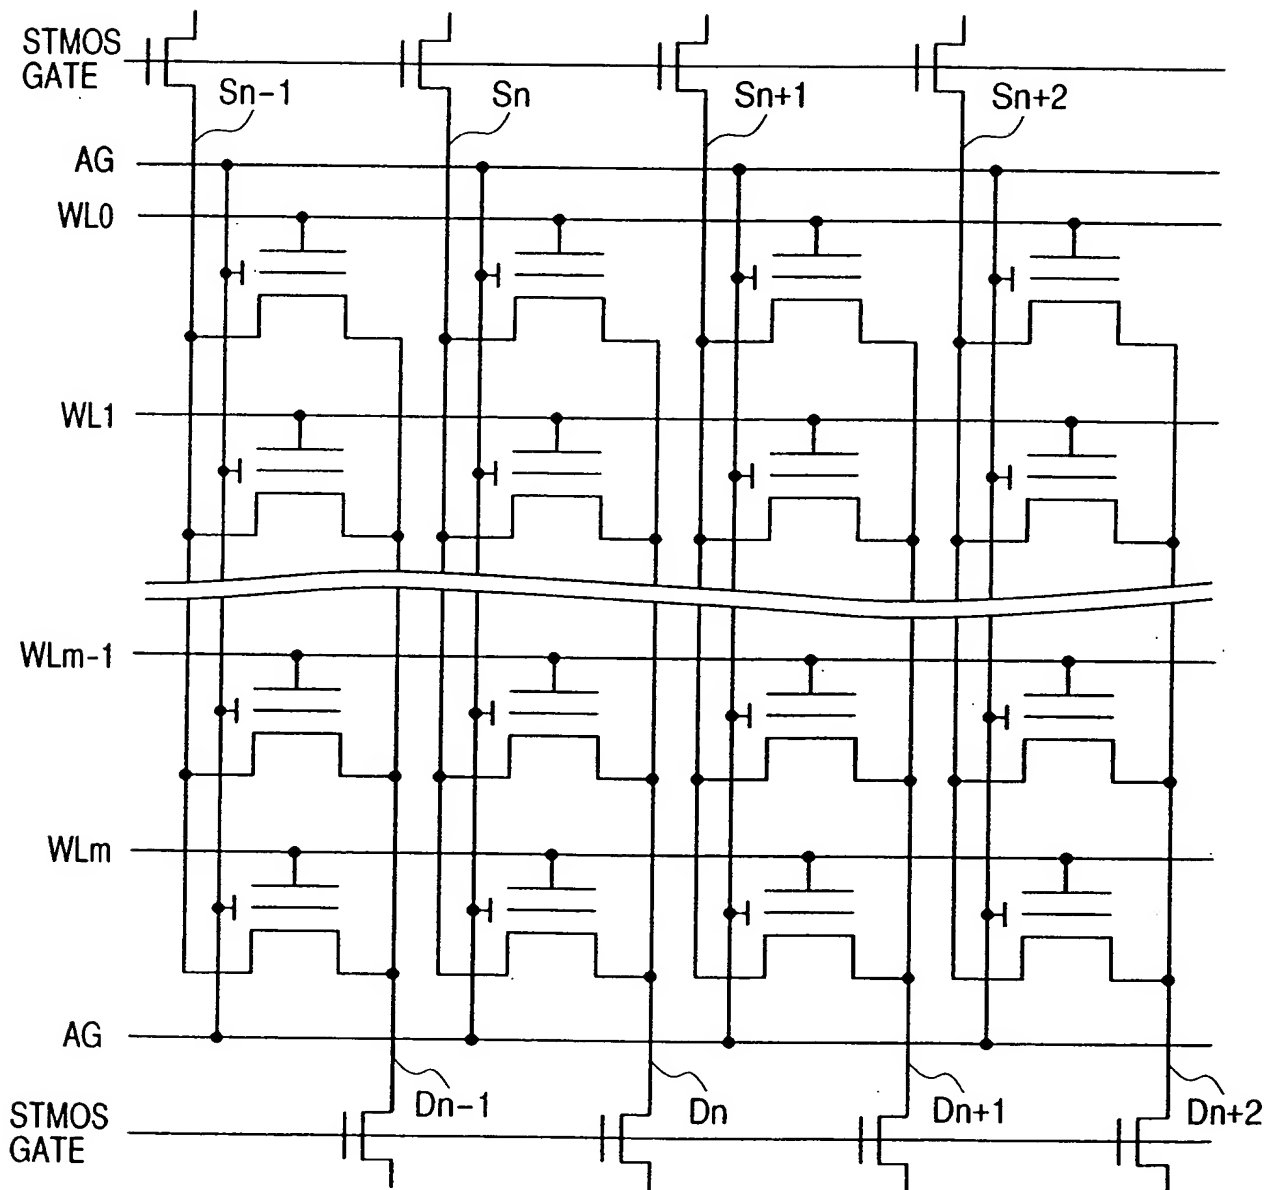 STMOS
GATE
Sn-1
Sn
Sn+1
Sn+2
AG
WL0
WL1
WLm-1
WLm
AG
Dn-1
Dn
Dn+1
Dn+2
STMOS
GATE